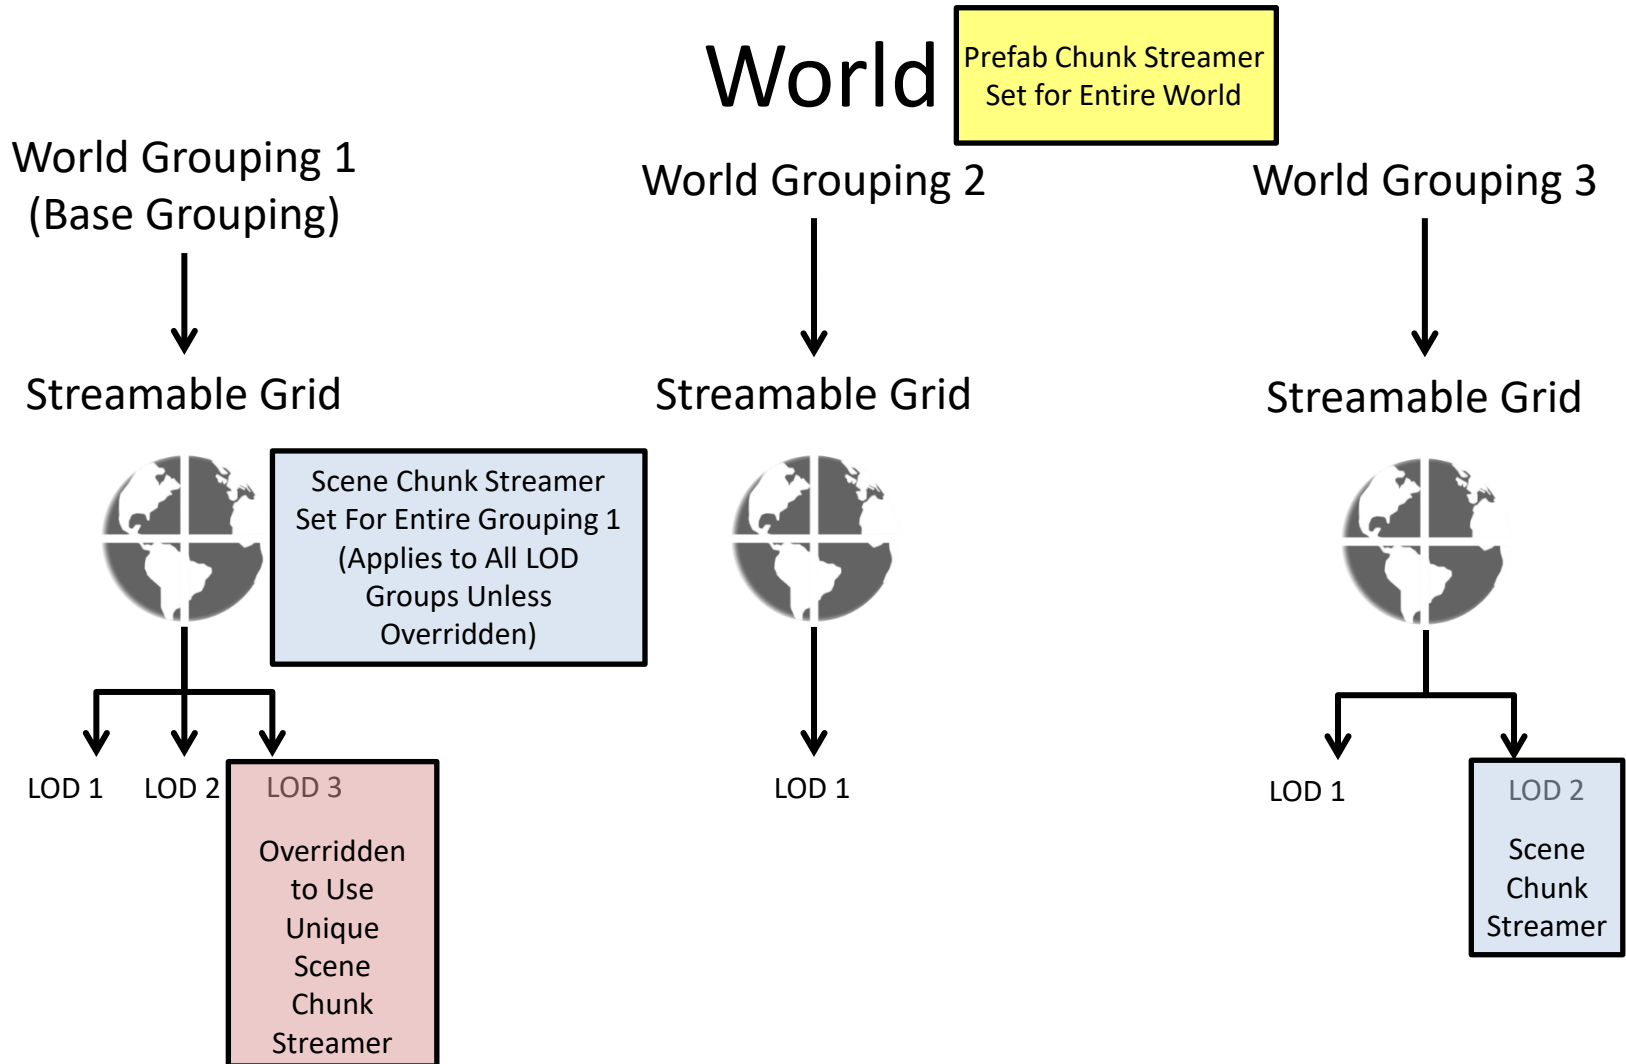 World
Prefab Chunk Streamer
Set for Entire World
World Grouping 1
(Base Grouping)
World Grouping 2
World Grouping 3
Streamable Grid
Streamable Grid
Streamable Grid
Scene Chunk Streamer
Set For Entire Grouping 1
(Applies to All LOD
Groups Unless
Overridden)
LOD 1
LOD 2
LOD 3
Overridden
to Use
Unique
Scene
Chunk
Streamer
LOD 1
LOD 1
LOD 2
Scene
Chunk
Streamer